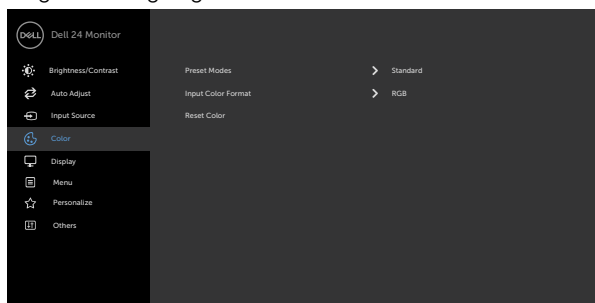 DELL Dell 24 Monitor
Brightness/Contrast
Auto Adjust
Input Source
Color
Display
Menu
Personalize
Others
Preset Modes Standard
Input Color Format RGB
Reset Color